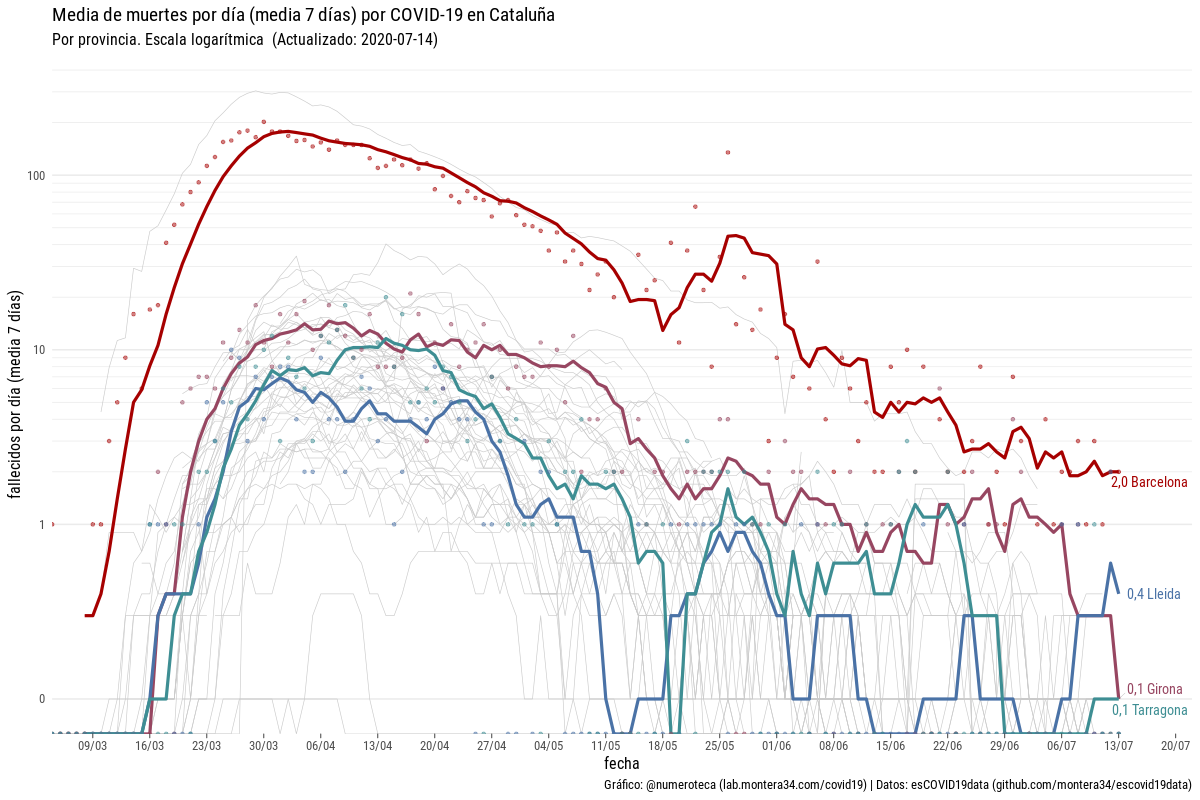 Media de muertes por día (media 7 días) por COVID-19 en Cataluña
Por provincia. Escala logarítmica (Actualizado: 2020-07-14)
fallecidos por día (media 7 días)
100
10
1
0
2,0 Barcelona
0,4 Lleida
0,1 Girona
0,1 Tarragona
09/03 16/03 23/03 30/03 06/04 13/04 20/04 27/04 04/05 11/05 18/05 25/05 01/06 08/06 15/06 22/06 29/06 06/07 13/07 20/07
fecha
Gráfico: @numeroteca (lab.montera34.com/covid19) | Datos: esCOVID19data (github.com/montera34/escovid19data)